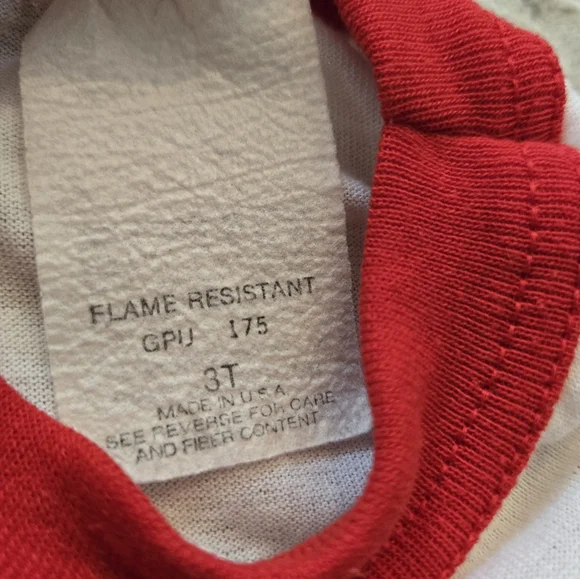 FLAME RESISTANT
GPU 175
3T
MADE IN U S A
SEE REVERSE FOR CARE
AND FIBER CONTENT